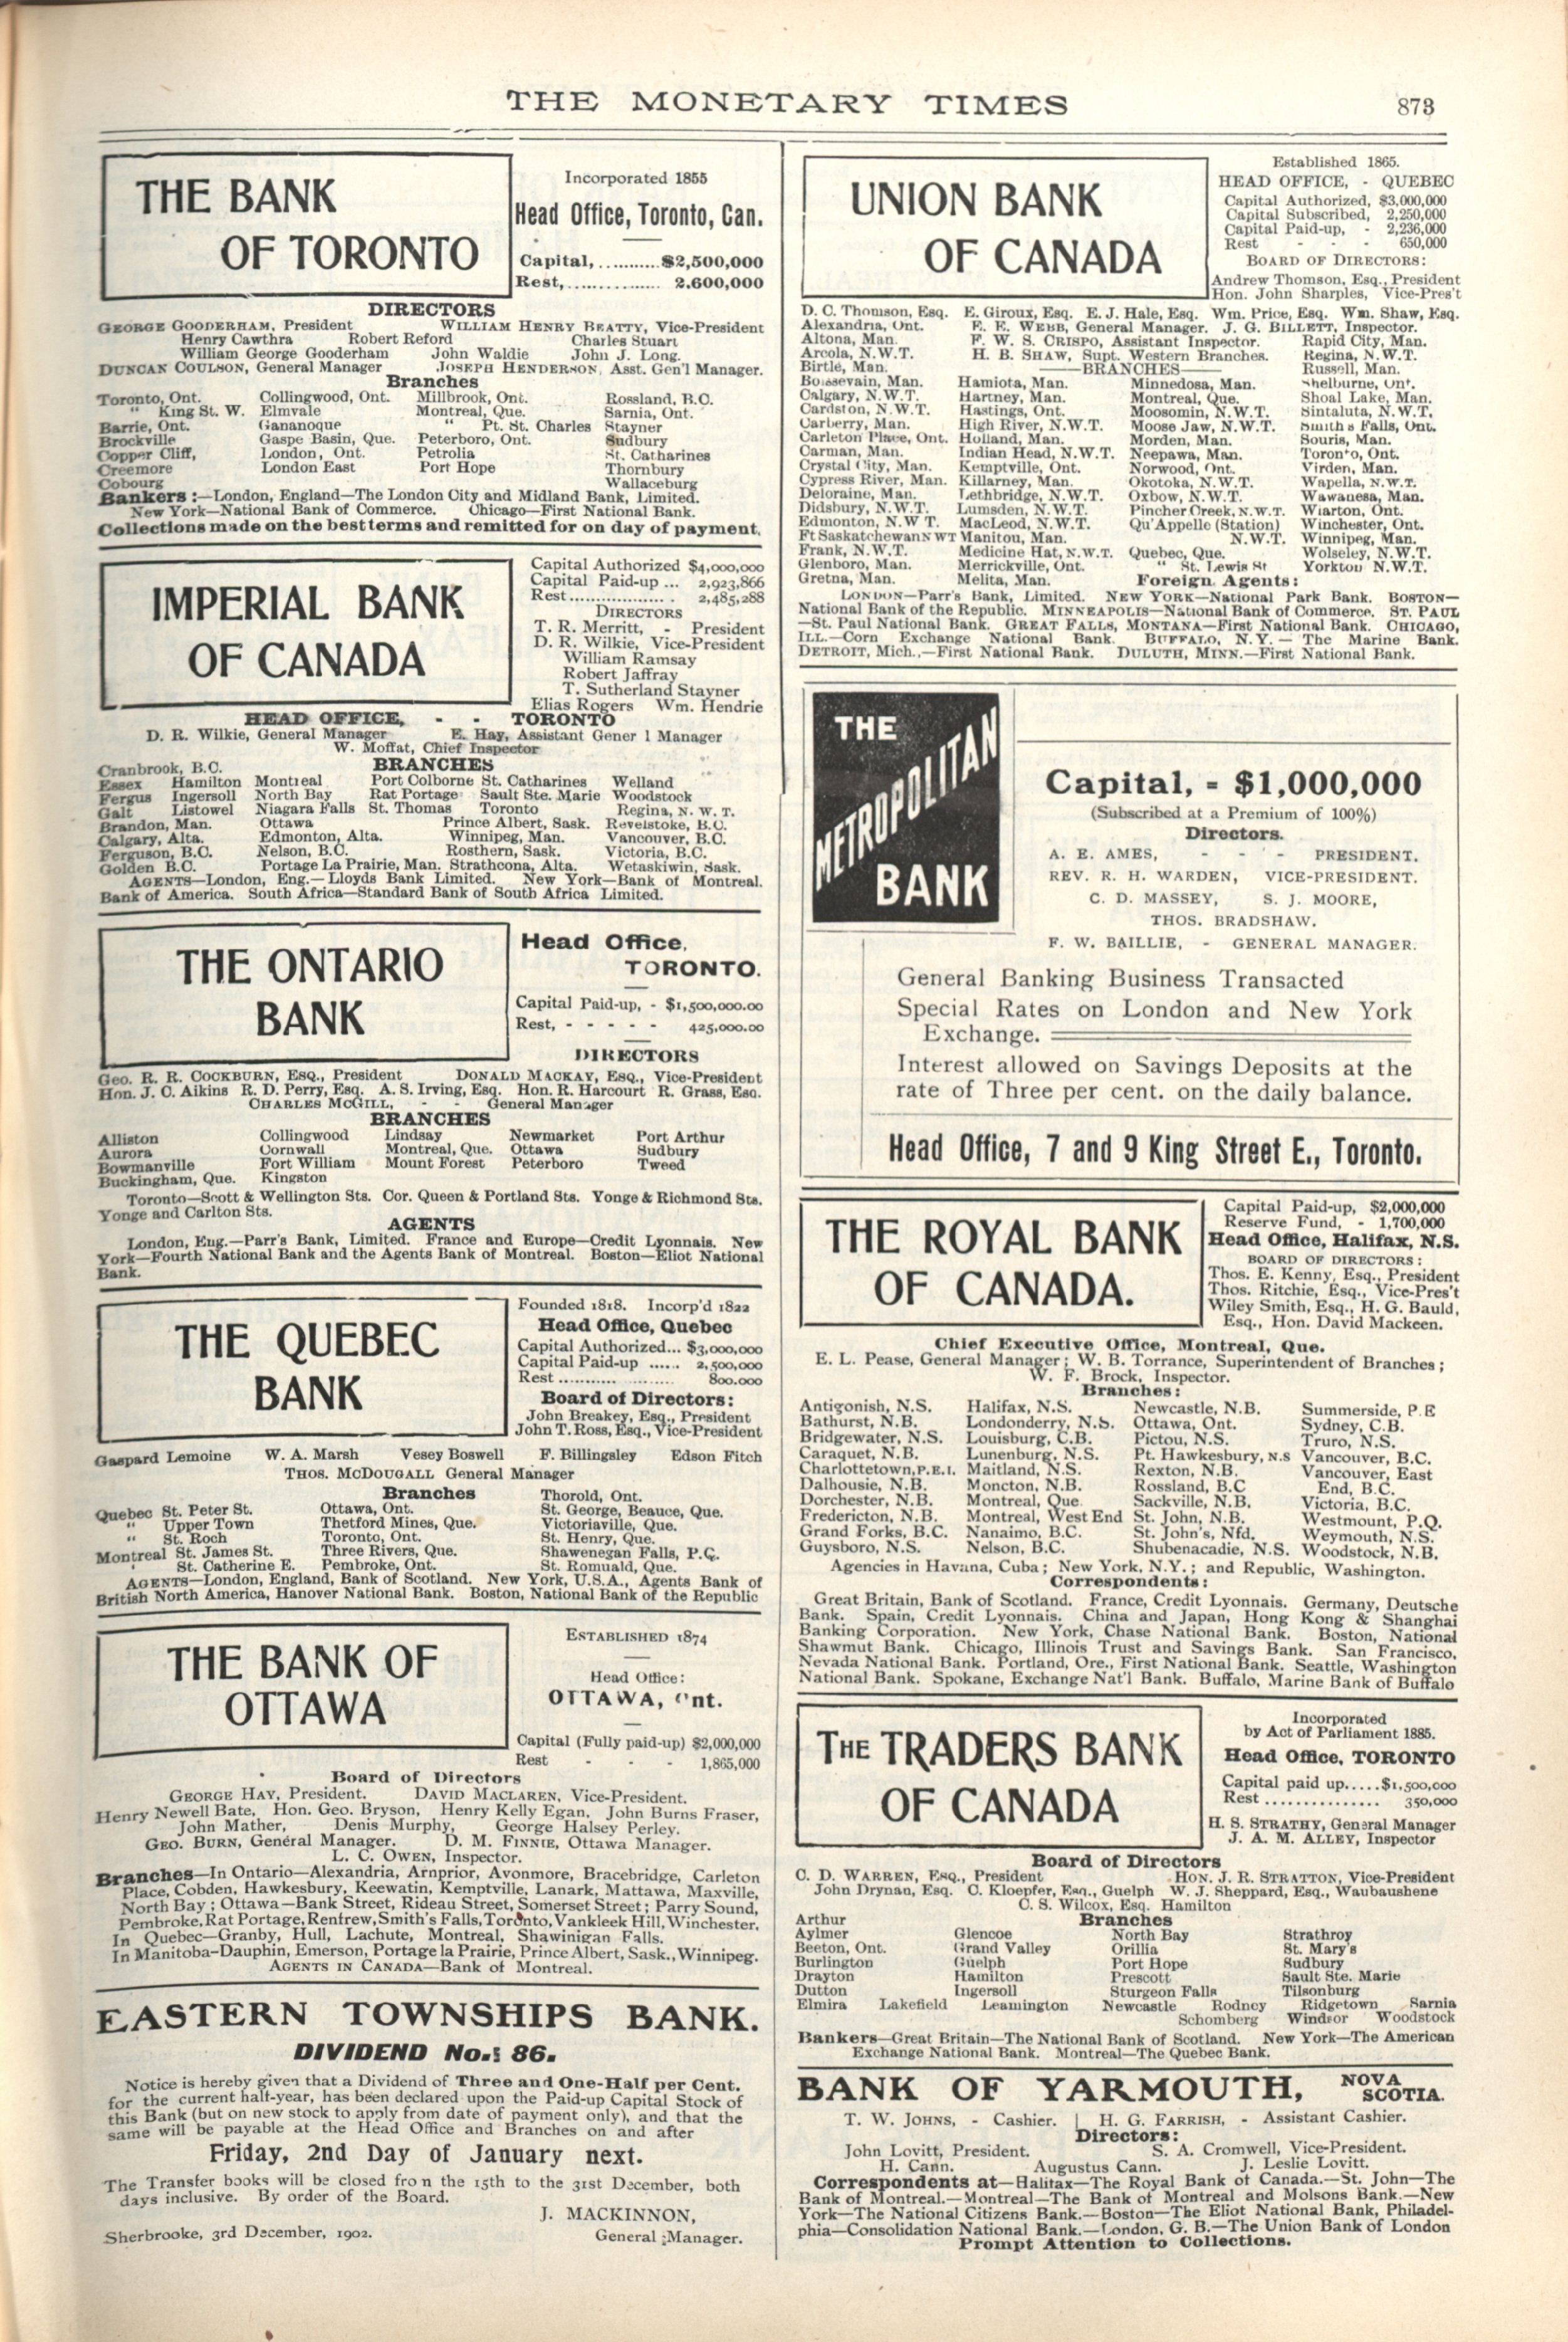 THE MONETARY TIMES
873
THE BANK
OF TORONTO
Incorporated 1855
Head Office, Toronto, Can.
Capital, ...........$2,500,000
Rest,................ 2,600,000
DIRECTORS
GEORGE GOODERHAM, President WILLIAM HENRY BEATTY, Vice-President
Henry Cawthra Robert Reford Charles Stuart
William George Gooderham John Waldie John J. Long.
DUNCAN COULSON, General Manager JOSEPH HENDERSON, Asst. Gen'l Manager.
Branches
Toronto, Ont. Collingwood, Ont. Millbrook, Ont. Rossland, B.C.
" King St. W. Elmvale Montreal, Que. Sarnia, Ont.
Barrie, Ont. Gananoque " Pt. St. Charles Stayner
Brockville Gaspe Basin, Que. Peterboro, Ont. Sudbury
Copper Cliff, London, Ont. Petrolia St. Catharines
Creemore London East Port Hope Thornbury
Cobourg Wallaceburg
Bankers :—London, England—The London City and Midland Bank, Limited.
New York—National Bank of Commerce. Chicago—First National Bank.
Collections made on the best terms and remitted for on day of payment.
IMPERIAL BANK
OF CANADA
Capital Authorized $4,000,000
Capital Paid-up ... 2,923,866
Rest.................. . 2,485,288
DIRECTORS
T. R. Merritt, - President
D. R. Wilkie, Vice-President
William Ramsay
Robert Jaffray
T. Sutherland Stayner
Elias Rogers Wm. Hendrie
HEAD OFFICE, - - TORONTO
D. R. Wilkie, General Manager E. Hay, Assistant Gener l Manager
W. Moffat, Chief Inspector
BRANCHES
Cranbrook, B.C.
Essex Hamilton Montreal Port Colborne St. Catharines Welland
Fergus Ingersoll North Bay Rat Portage Sault Ste. Marie Woodstock
Galt Listowel Niagara Falls St. Thomas Toronto Regina, N. W. T.
Brandon, Man. Ottawa Prince Albert, Sask. Revelstoke, B.C.
Calgary, Alta. Edmonton, Alta. Winnipeg, Man. Vancouver, B.C.
Ferguson, B.C. Nelson, B.C. Rosthern, Sask. Victoria, B.C.
Golden B.C. Portage La Prairie, Man. Strathcona, Alta. Wetaskiwin, Sask.
AGENTS—London, Eng.—Lloyds Bank Limited. New York—Bank of Montreal.
Bank of America. South Africa—Standard Bank of South Africa Limited.
THE ONTARIO
BANK
Head Office,
TORONTO.
Capital Paid-up, - $1,500,000.00
Rest, - - - - - 425,000.00
DIRECTORS
GEO. R. R. COCKBURN, ESQ., President DONALD MACKAY, ESQ., Vice-President
Hon. J. C. Aikins R. D. Perry, Esq. A. S. Irving, Esq. Hon. R. Harcourt R. Grass, Esq.
CHARLES MCGILL, - - General Manager
BRANCHES
Alliston Collingwood Lindsay Newmarket Port Arthur
Aurora Cornwall Montreal, Que. Ottawa Sudbury
Bowmanville Fort William Mount Forest Peterboro Tweed
Buckingham, Que. Kingston
Toronto—Scott & Wellington Sts. Cor. Queen & Portland Sts. Yonge & Richmond Sts.
Yonge and Carlton Sts.
AGENTS
London, Eng.—Parr's Bank, Limited. France and Europe—Credit Lyonnais. New
York—Fourth National Bank and the Agents Bank of Montreal. Boston—Eliot National
Bank.
THE QUEBEC
BANK
Founded 1818. Incorp'd 1822
Head Office, Quebec
Capital Authorized... $3,000,000
Capital Paid-up ...... 2,500,000
Rest .................... 800.000
Board of Directors:
John Breakey, Esq., President
John T. Ross, Esq., Vice-President
Gaspard Lemoine W. A. Marsh Vesey Boswell F. Billingsley Edson Fitch
THOS. MCDOUGALL General Manager
Branches
Quebec St. Peter St. Ottawa, Ont. Thorold, Ont.
" Upper Town Thetford Mines, Que. St. George, Beauce, Que.
" St. Roch Toronto, Ont. Victoriaville, Que.
Montreal St. James St. Three Rivers, Que. St. Henry, Que.
' St. Catherine E. Pembroke, Ont. Shawenegan Falls, P.Q.
St. Romuald, Que.
AGENTS—London, England, Bank of Scotland. New York, U.S.A., Agents Bank of
British North America, Hanover National Bank. Boston, National Bank of the Republic
THE BANK OF
OTTAWA
ESTABLISHED 1874
Head Office:
OTTAWA, Ont.
Capital (Fully paid-up) $2,000,000
Rest - - - 1,865,000
Board of Directors
GEORGE HAY, President. DAVID MACLAREN, Vice-President.
Henry Newell Bate, Hon. Geo. Bryson, Henry Kelly Egan, John Burns Fraser,
John Mather, Denis Murphy, George Halsey Perley.
GEO. BURN, General Manager. D. M. FINNIE, Ottawa Manager.
L. C. OWEN, Inspector.
Branches—In Ontario—Alexandria, Arnprior, Avonmore, Bracebridge, Carleton
Place, Cobden, Hawkesbury, Keewatin, Kemptville, Lanark, Mattawa, Maxville,
North Bay ; Ottawa—Bank Street, Rideau Street, Somerset Street ; Parry Sound,
Pembroke, Rat Portage, Renfrew, Smith's Falls, Toronto, Vankleek Hill, Winchester,
In Quebec—Granby, Hull, Lachute, Montreal, Shawinigan Falls.
In Manitoba-Dauphin, Emerson, Portage la Prairie, Prince Albert, Sask., Winnipeg.
AGENTS IN CANADA—Bank of Montreal.
EASTERN TOWNSHIPS BANK.
DIVIDEND No. 86.
Notice is hereby given that a Dividend of Three and One-Half per Cent.
for the current half-year, has been declared upon the Paid-up Capital Stock of
this Bank (but on new stock to apply from date of payment only), and that the
same will be payable at the Head Office and Branches on and after
Friday, 2nd Day of January next.
The Transfer books will be closed from the 15th to the 31st December, both
days inclusive. By order of the Board.
J. MACKINNON,
Sherbrooke, 3rd December, 1902. General Manager.
UNION BANK
OF CANADA
Established 1865.
HEAD OFFICE, - QUEBEC
Capital Authorized, $3,000,000
Capital Subscribed, 2,250,000
Capital Paid-up, - 2,236,000
Rest - - - 650,000
BOARD OF DIRECTORS:
Andrew Thomson, Esq., President
Hon. John Sharples, Vice-Pres't
D. C. Thomson, Esq. E. Giroux, Esq. E. J. Hale, Esq. Wm. Price, Esq. Wm. Shaw, Esq.
Alexandria, Ont. E. E. WEBB, General Manager. J. G. BILLETT, Inspector.
Altona, Man. F. W. S. CRISPO, Assistant Inspector. Rapid City, Man.
Arcola, N.W.T. H. B. SHAW, Supt. Western Branches. Regina, N.W.T.
Birtle, Man. ——BRANCHES—— Russell, Man.
Boissevain, Man. Hamiota, Man. Minnedosa, Man. Shelburne, Ont.
Calgary, N.W.T. Hartney, Man. Montreal, Que. Shoal Lake, Man.
Cardston, N.W.T. Hastings, Ont. Moosomin, N.W.T. Sintaluta, N.W.T.
Carberry, Man. High River, N.W.T. Moose Jaw, N.W.T. Smith s Falls, Ont.
Carleton Place, Ont. Holland, Man. Morden, Man. Souris, Man.
Carman, Man. Indian Head, N.W.T. Neepawa, Man. Toronto, Ont.
Crystal City, Man. Kemptville, Ont. Norwood, Ont. Virden, Man.
Cypress River, Man. Killarney, Man. Okotoka, N.W.T. Wapella, N.W.T.
Deloraine, Man. Lethbridge, N.W.T. Oxbow, N.W.T. Wawanesa, Man.
Didsbury, N.W.T. Lumsden, N.W.T. Pincher Creek, N.W.T. Wiarton, Ont.
Edmonton, N.W T. MacLeod, N.W.T. Qu'Appelle (Station) Winchester, Ont.
Ft Saskatchewan N W T Manitou, Man. N.W.T. Winnipeg, Man.
Frank, N.W.T. Medicine Hat, N.W.T. Quebec, Que. Wolseley, N.W.T.
Glenboro, Man. Merrickville, Ont. " St. Lewis St Yorkton N.W.T.
Gretna, Man. Melita, Man. Foreign Agents:
LONDON—Parr's Bank, Limited. NEW YORK—National Park Bank. BOSTON—
National Bank of the Republic. MINNEAPOLIS—National Bank of Commerce. ST. PAUL
—St. Paul National Bank. GREAT FALLS, MONTANA—First National Bank. CHICAGO,
ILL.—Corn Exchange National Bank. BUFFALO, N.Y. — The Marine Bank.
DETROIT, Mich.,—First National Bank. DULUTH, MINN.—First National Bank.
THE
METROPOLITAN
BANK
Capital, = $1,000,000
(Subscribed at a Premium of 100%)
Directors.
A. E. AMES, - - - PRESIDENT.
REV. R. H. WARDEN, VICE-PRESIDENT.
C. D. MASSEY, S. J. MOORE,
THOS. BRADSHAW.
F. W. BAILLIE, - GENERAL MANAGER.
General Banking Business Transacted
Special Rates on London and New York
Exchange.
Interest allowed on Savings Deposits at the
rate of Three per cent. on the daily balance.
Head Office, 7 and 9 King Street E., Toronto.
THE ROYAL BANK
OF CANADA.
Capital Paid-up, $2,000,000
Reserve Fund, - 1,700,000
Head Office, Halifax, N.S.
BOARD OF DIRECTORS :
Thos. E. Kenny, Esq., President
Thos. Ritchie, Esq., Vice-Pres't
Wiley Smith, Esq., H. G. Bauld,
Esq., Hon. David Mackeen.
Chief Executive Office, Montreal, Que.
E. L. Pease, General Manager ; W. B. Torrance, Superintendent of Branches ;
W. F. Brock, Inspector.
Branches :
Antigonish, N.S. Halifax, N.S. Newcastle, N.B. Summerside, P.E
Bathurst, N.B. Londonderry, N.S. Ottawa, Ont. Sydney, C.B.
Bridgewater, N.S. Louisburg, C.B. Pictou, N.S. Truro, N.S.
Caraquet, N.B. Lunenburg, N.S. Pt. Hawkesbury, N.S Vancouver, B.C.
Charlottetown, P.E.I. Maitland, N.S. Rexton, N.B. Vancouver, East
Dalhousie, N.B. Moncton, N.B. Rossland, B.C End, B.C.
Dorchester, N.B. Montreal, Que. Sackville, N.B. Victoria, B.C.
Fredericton, N.B. Montreal, West End St. John, N.B. Westmount, P.Q.
Grand Forks, B.C. Nanaimo, B.C. St. John's, Nfd. Weymouth, N.S.
Guysboro, N.S. Nelson, B.C. Shubenacadie, N.S. Woodstock, N.B.
Agencies in Havana, Cuba ; New York, N.Y. ; and Republic, Washington.
Correspondents :
Great Britain, Bank of Scotland. France, Credit Lyonnais. Germany, Deutsche
Bank. Spain, Credit Lyonnais. China and Japan, Hong Kong & Shanghai
Banking Corporation. New York, Chase National Bank. Boston, National
Shawmut Bank. Chicago, Illinois Trust and Savings Bank. San Francisco,
Nevada National Bank. Portland, Ore., First National Bank. Seattle, Washington
National Bank. Spokane, Exchange Nat'l Bank. Buffalo, Marine Bank of Buffalo
THE TRADERS BANK
OF CANADA
Incorporated
by Act of Parliament 1885.
Head Office, TORONTO
Capital paid up.....$1,500,000
Rest ............... 350,000
H. S. STRATHY, General Manager
J. A. M. ALLEY, Inspector
Board of Directors
C. D. WARREN, ESQ., President HON. J. R. STRATTON, Vice-President
John Drynan, Esq. C. Kloepfer, Esq., Guelph W. J. Sheppard, Esq., Waubaushene
C. S. Wilcox, Esq. Hamilton
Branches
Arthur
Aylmer Glencoe North Bay Strathroy
Beeton, Ont. Grand Valley Orillia St. Mary's
Burlington Guelph Port Hope Sudbury
Drayton Hamilton Prescott Sault Ste. Marie
Dutton Ingersoll Sturgeon Falls Tilsonburg
Elmira Lakefield Leamington Newcastle Rodney Ridgetown Sarnia
Schomberg Windsor Woodstock
Bankers—Great Britain—The National Bank of Scotland. New York—The American
Exchange National Bank. Montreal—The Quebec Bank.
BANK OF YARMOUTH, NOVA SCOTIA.
T. W. JOHNS, - Cashier. | H. G. FARRISH, - Assistant Cashier.
Directors:
John Lovitt, President. S. A. Cromwell, Vice-President.
H. Cann. Augustus Cann. J. Leslie Lovitt.
Correspondents at—Halifax—The Royal Bank of Canada.—St. John—The
Bank of Montreal.—Montreal—The Bank of Montreal and Molsons Bank.—New
York—The National Citizens Bank.—Boston—The Eliot National Bank, Philadel-
phia—Consolidation National Bank.—London, G. B.—The Union Bank of London
Prompt Attention to Collections.